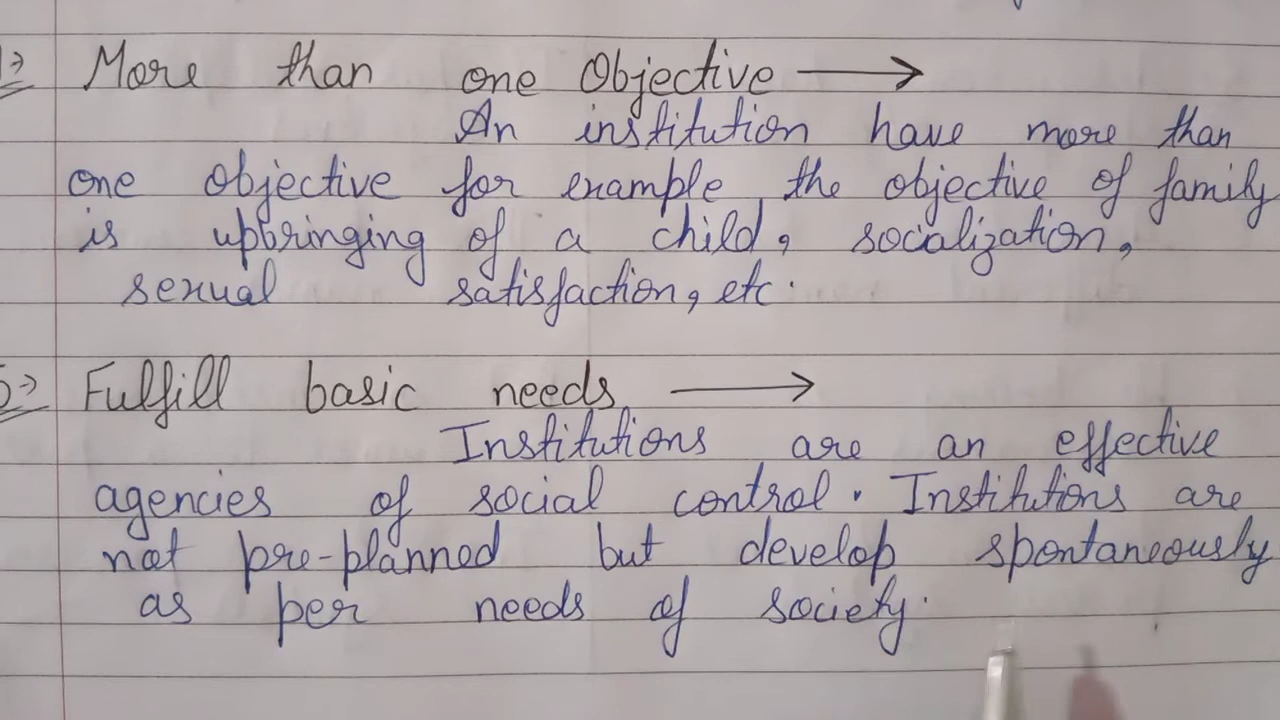 More than one Objective →
An institution have more than
one objective for example, the objective of family
is upbringing of a child, socialization,
sexual satisfaction, etc.
Fulfill basic needs →
Institutions are an effective
agencies of social control. Institutions are
not pre-planned but develop spontaneously
as per needs of society.